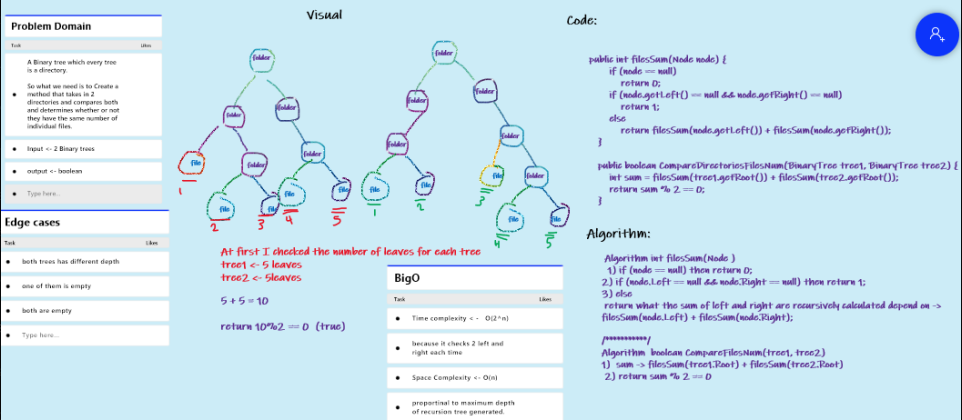 Problem Domain
Task Likes
A Binary tree which every tree
is a directory.
So what we need is to Create a
method that takes in 2
directories and compares both
and determines whether or not
they have the same number of
individual files.
Input <- 2 Binary trees
output <- boolean
Type here...
Edge cases
Task Likes
both trees has different depth
one of them is empty
both are empty
Type here...
Visual
folder
folder
folder
folder
folder
file
file
file
file
file
1
2
3
4
5
folder
folder
folder
folder
folder
folder
file
file
file
file
file
1
2
3
4
5
At first I checked the number of leaves for each tree
tree1 <- 5 leaves
tree2 <- 5leaves
5 + 5 = 10
return 10%2 == 0 (true)
BigO
Task Likes
Time complexity < - O(2^n)
because it checks 2 left and
right each time
Space Complexity <- O(n)
proportinal to maximum depth
of recursion tree generated.
Code:
public int filesSum(Node node) {
if (node == null)
return 0;
if (node.getLeft() == null && node.getRight() == null)
return 1;
else
return filesSum(node.getLeft()) + filesSum(node.getRight());
}
public boolean CompareDirectoriesFilesNum(BinaryTree tree1, BinaryTree tree2) {
int sum = filesSum(tree1.getRoot()) + filesSum(tree2.getRoot());
return sum % 2 == 0;
}
Algorithm:
Algorithm int filesSum(Node )
1) if (node == null) then return 0;
2.) if (node.Left == null && node.Right == null) then return 1;
3.) else
return what the sum of left and right are recursively calculated depend on ->
filesSum(node.Left) + filesSum(node.Right);
/***********/
Algorithm boolean CompareFilesNum(tree1, tree2)
1) sum -> filesSum(tree1.Root) + filesSum(tree2.Root)
2.) return sum % 2 == 0